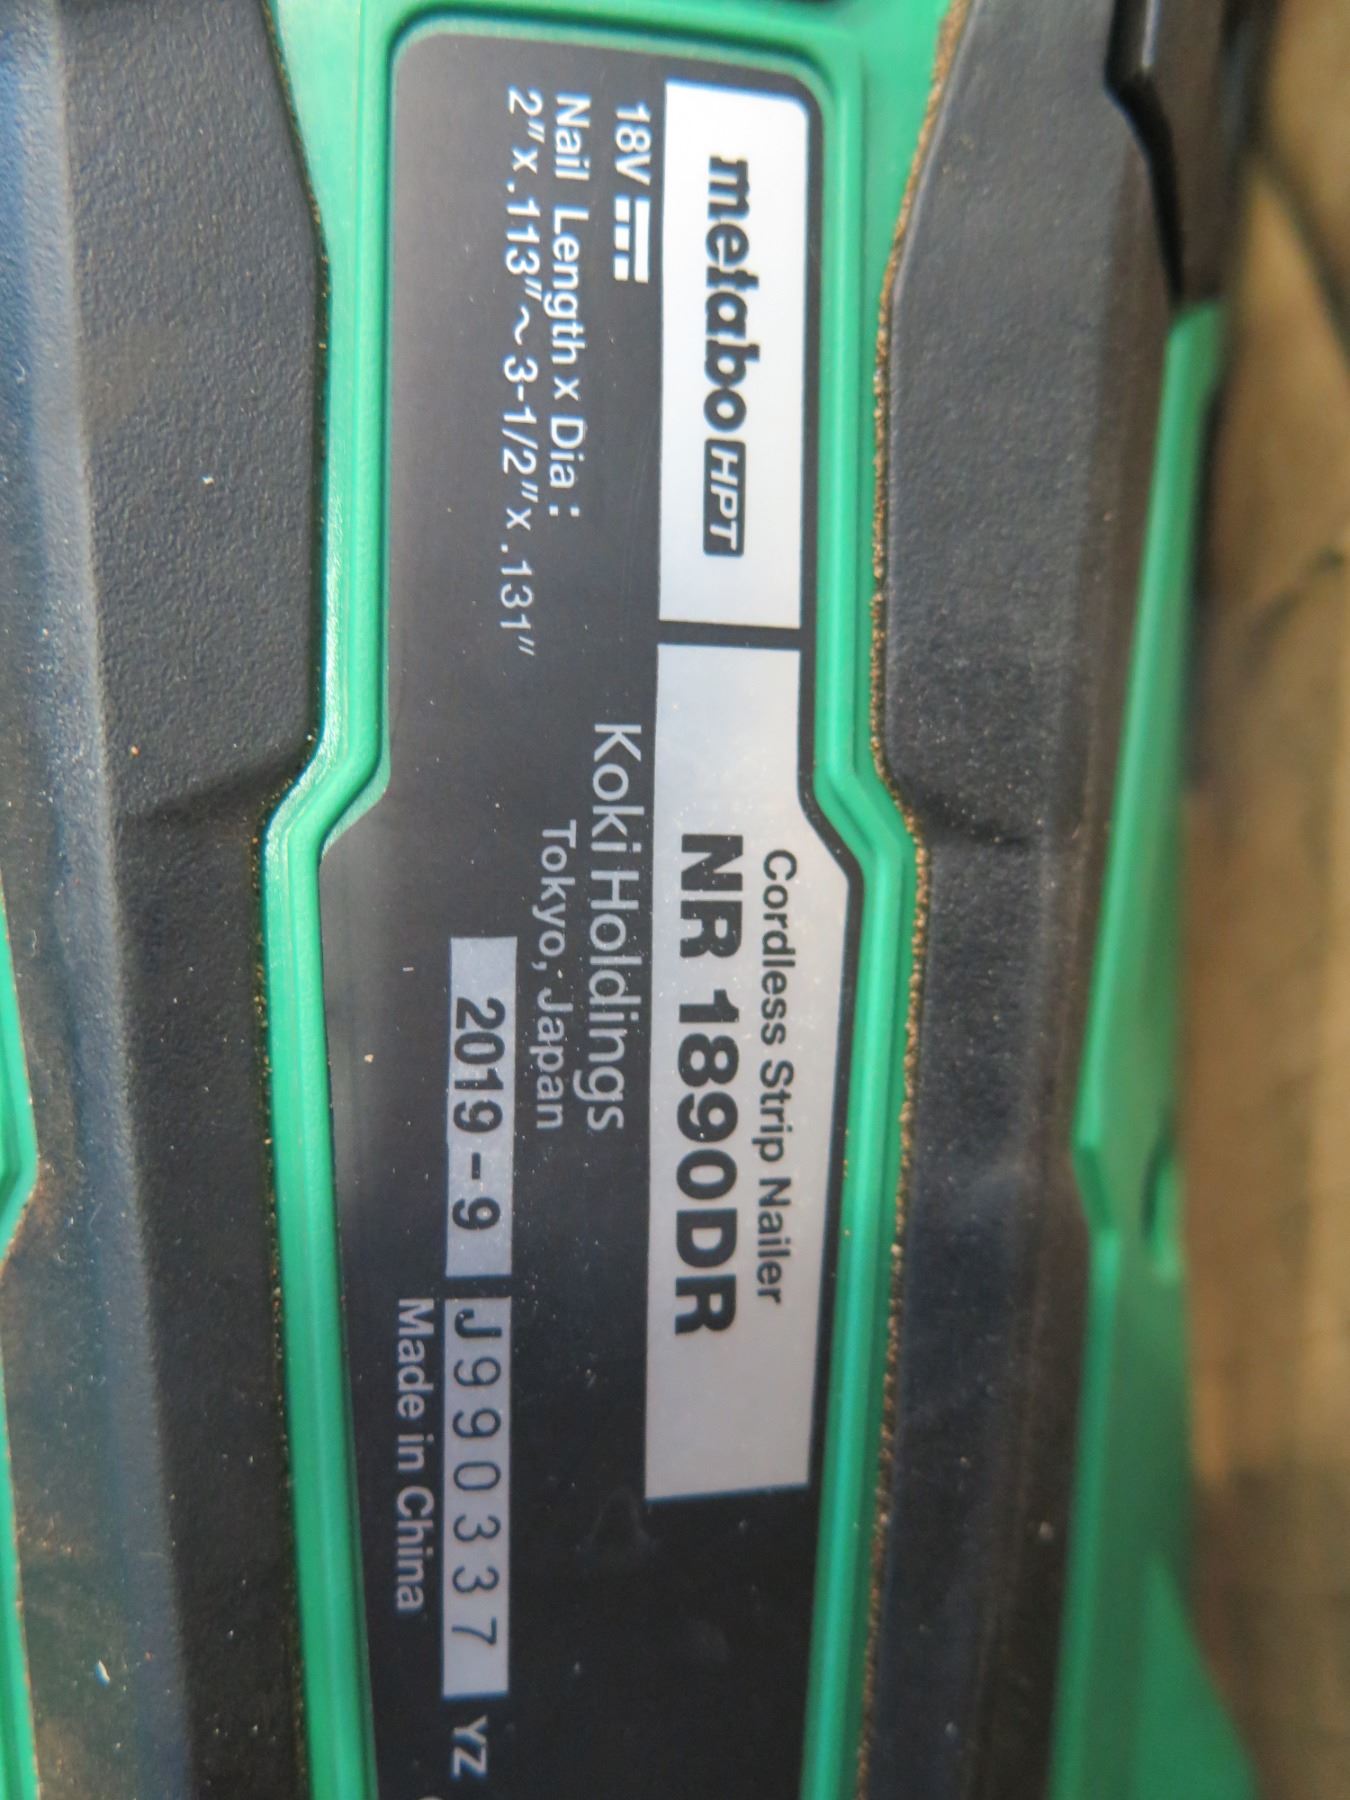 metabo HPT
Cordless Strip Nailer
NR 1890DR
18V
Nail Length x Dia :
2"x.113"~3-1/2"x.131"
Koki Holdings
Tokyo, Japan
2019-9 J990337 YZ
Made in China